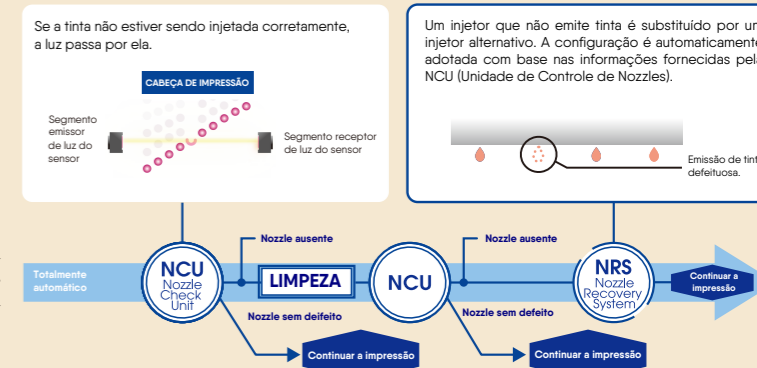 Se a tinta não estiver sendo injetada corretamente,
a luz passa por ela.
CABEÇA DE IMPRESSÃO
Segmento
emissor
de luz do
sensor
Segmento receptor
de luz do sensor
Um injetor que não emite tinta é substituído por
injetor alternativo. A configuração é automaticamente
adotada com base nas informações fornecidas
NCU (Unidade de Controle de Nozzles).
Emissão de
defeituosa.
Totalmente
automático
NCU
Nozzle
Check
Unit
Nozzle ausente
LIMPEZA
Nozzle sem deifeito
Continuar a impressão
NCU
Nozzle ausente
Nozzle sem defeito
Continuar a impressão
NRS
Nozzle
Recovery
System
Continuar a
impressão